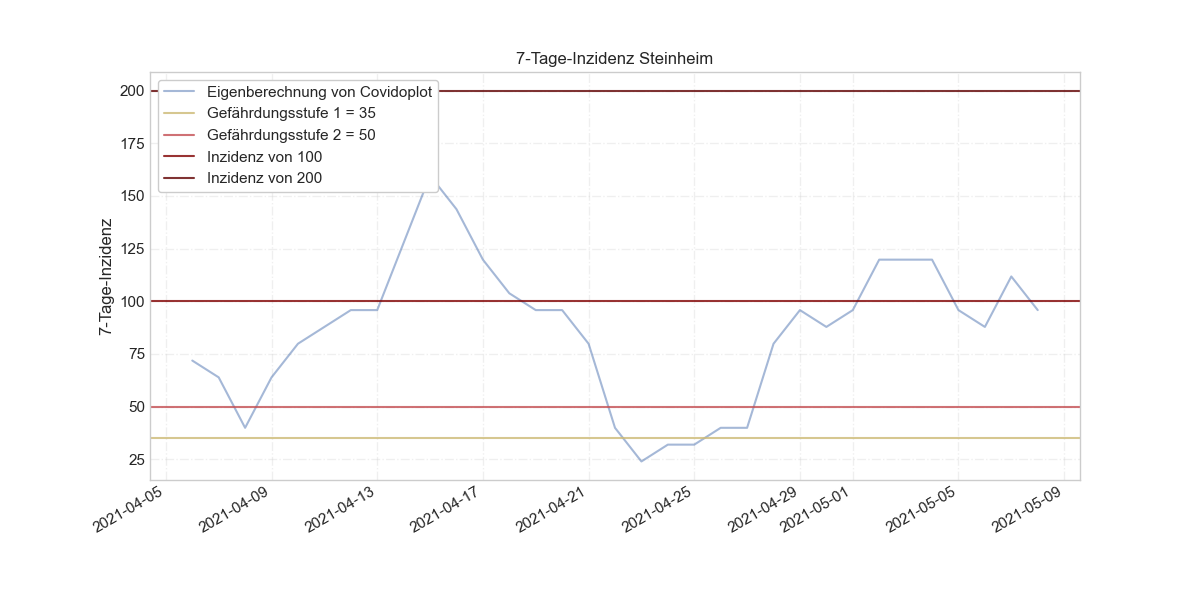 7-Tage-Inzidenz Steinheim
Eigenberechnung von Covidoplot
Gefährdungsstufe 1 = 35
Gefährdungsstufe 2 = 50
Inzidenz von 100
Inzidenz von 200
7-Tage-Inzidenz
200
175
150
125
100
75
50
25
2021-04-05
2021-04-09
2021-04-13
2021-04-17
2021-04-21
2021-04-25
2021-04-29
2021-05-01
2021-05-05
2021-05-09